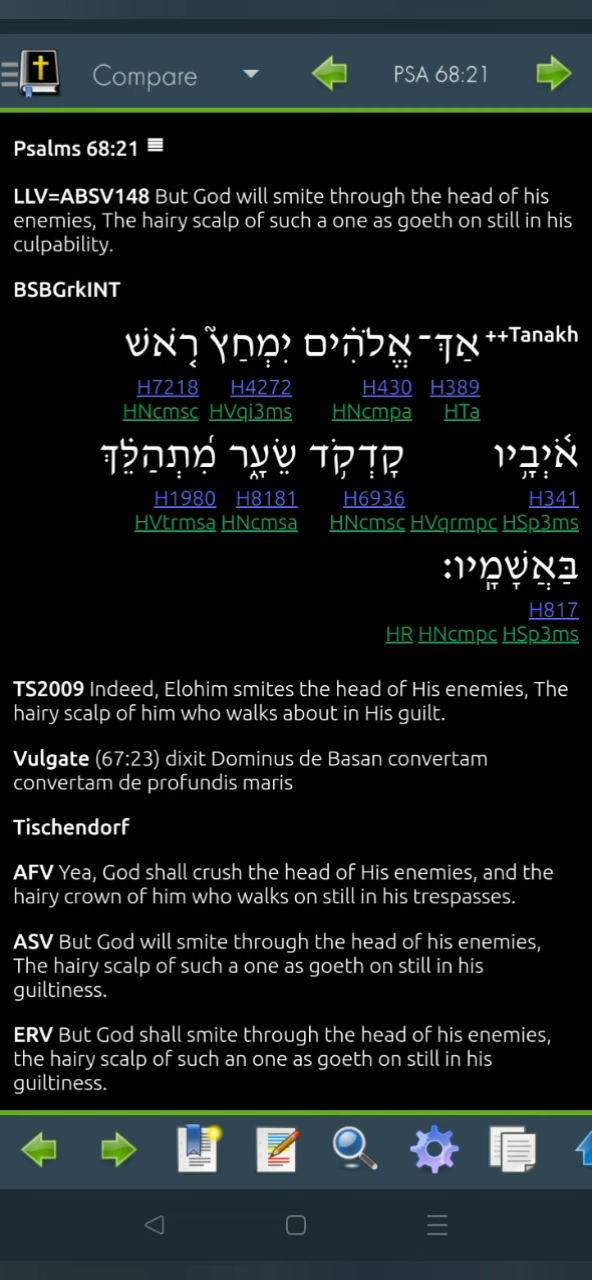 Compare
PSA 68:21
Psalms 68:21
LLV=ABSV148 But God will smite through the head of his
enemies, The hairy scalp of such a one as goeth on still in his
culpability.
BSBGrkINT
++Tanakh אַךְ־אֱלֹהִ֗ים יִמְחַץ֮ רֹ֤אשׁ
H7218 H4272 H430 H389
HNcmsc HVqi3ms HNcmpa HTa
אֹ֫יְבָ֥יו קָדְקֹ֥ד שֵׂעָ֑ר מִ֝תְהַלֵּ֗ךְ
H1980 H8181 H6936 H341
HVtrmsa HNcmsa HNcmsc HVqrmpc HSp3ms
בַּאֲשָׁמָֽיו׃
H817
HR HNcmpc HSp3ms
TS2009 Indeed, Elohim smites the head of His enemies, The
hairy scalp of him who walks about in His guilt.
Vulgate (67:23) dixit Dominus de Basan convertam
convertam de profundis maris
Tischendorf
AFV Yea, God shall crush the head of His enemies, and the
hairy crown of him who walks on still in his trespasses.
ASV But God will smite through the head of his enemies,
The hairy scalp of such a one as goeth on still in his
guiltiness.
ERV But God shall smite through the head of his enemies,
the hairy scalp of such an one as goeth on still in his
guiltiness.